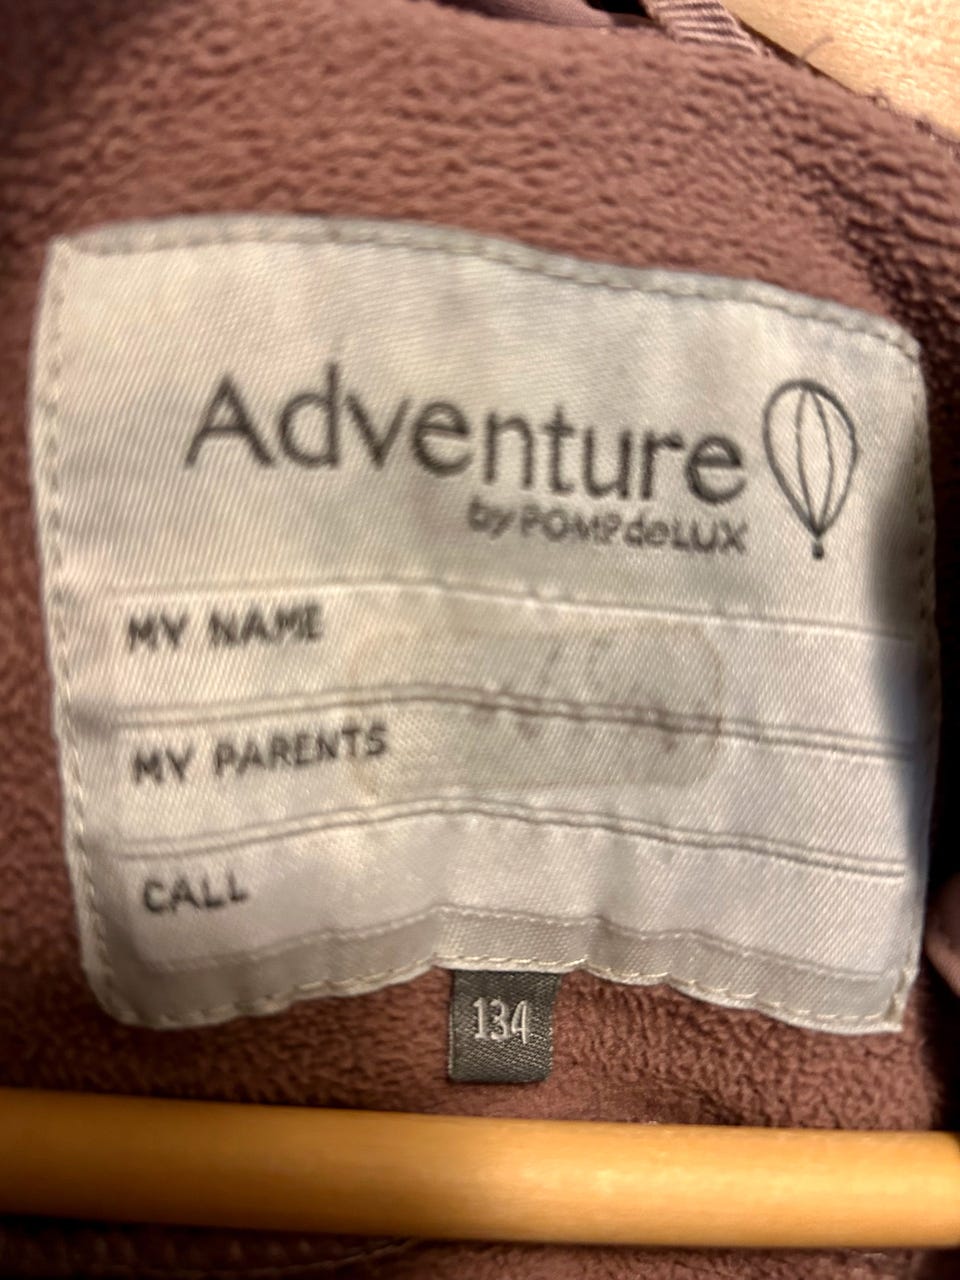 Adventure
by POMPdeLUX
MY NAME
MY PARENTS
CALL
134